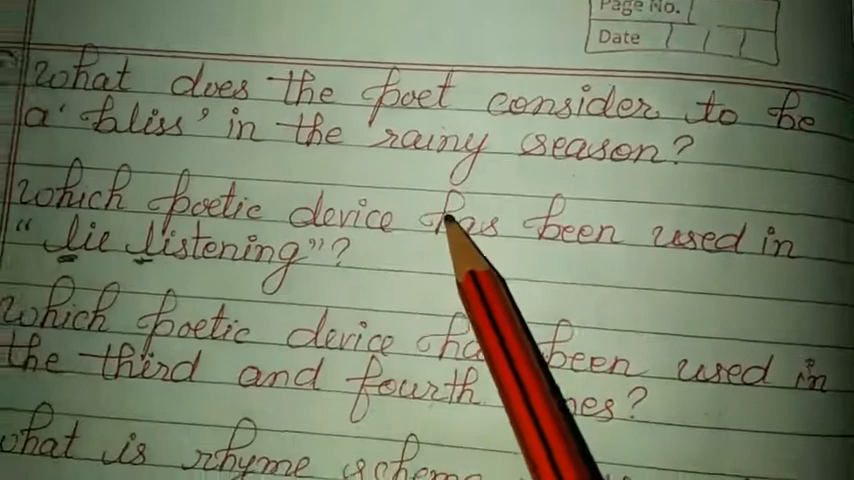 Page No.
Date
What does the poet consider to be
a 'bliss' in the rainy season?
Which poetic device has been used in
"lie listening"?
Which poetic device ha been used in
the third and fourth nes?
What is rhyme scheme